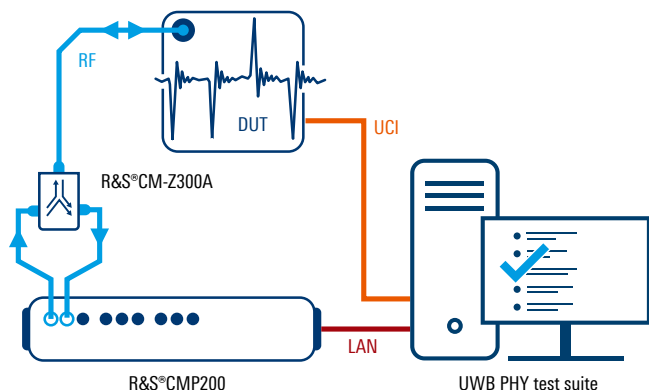 RF
DUT
UCI
R&S®CM-Z300A
LAN
R&S®CMP200
UWB PHY test suite